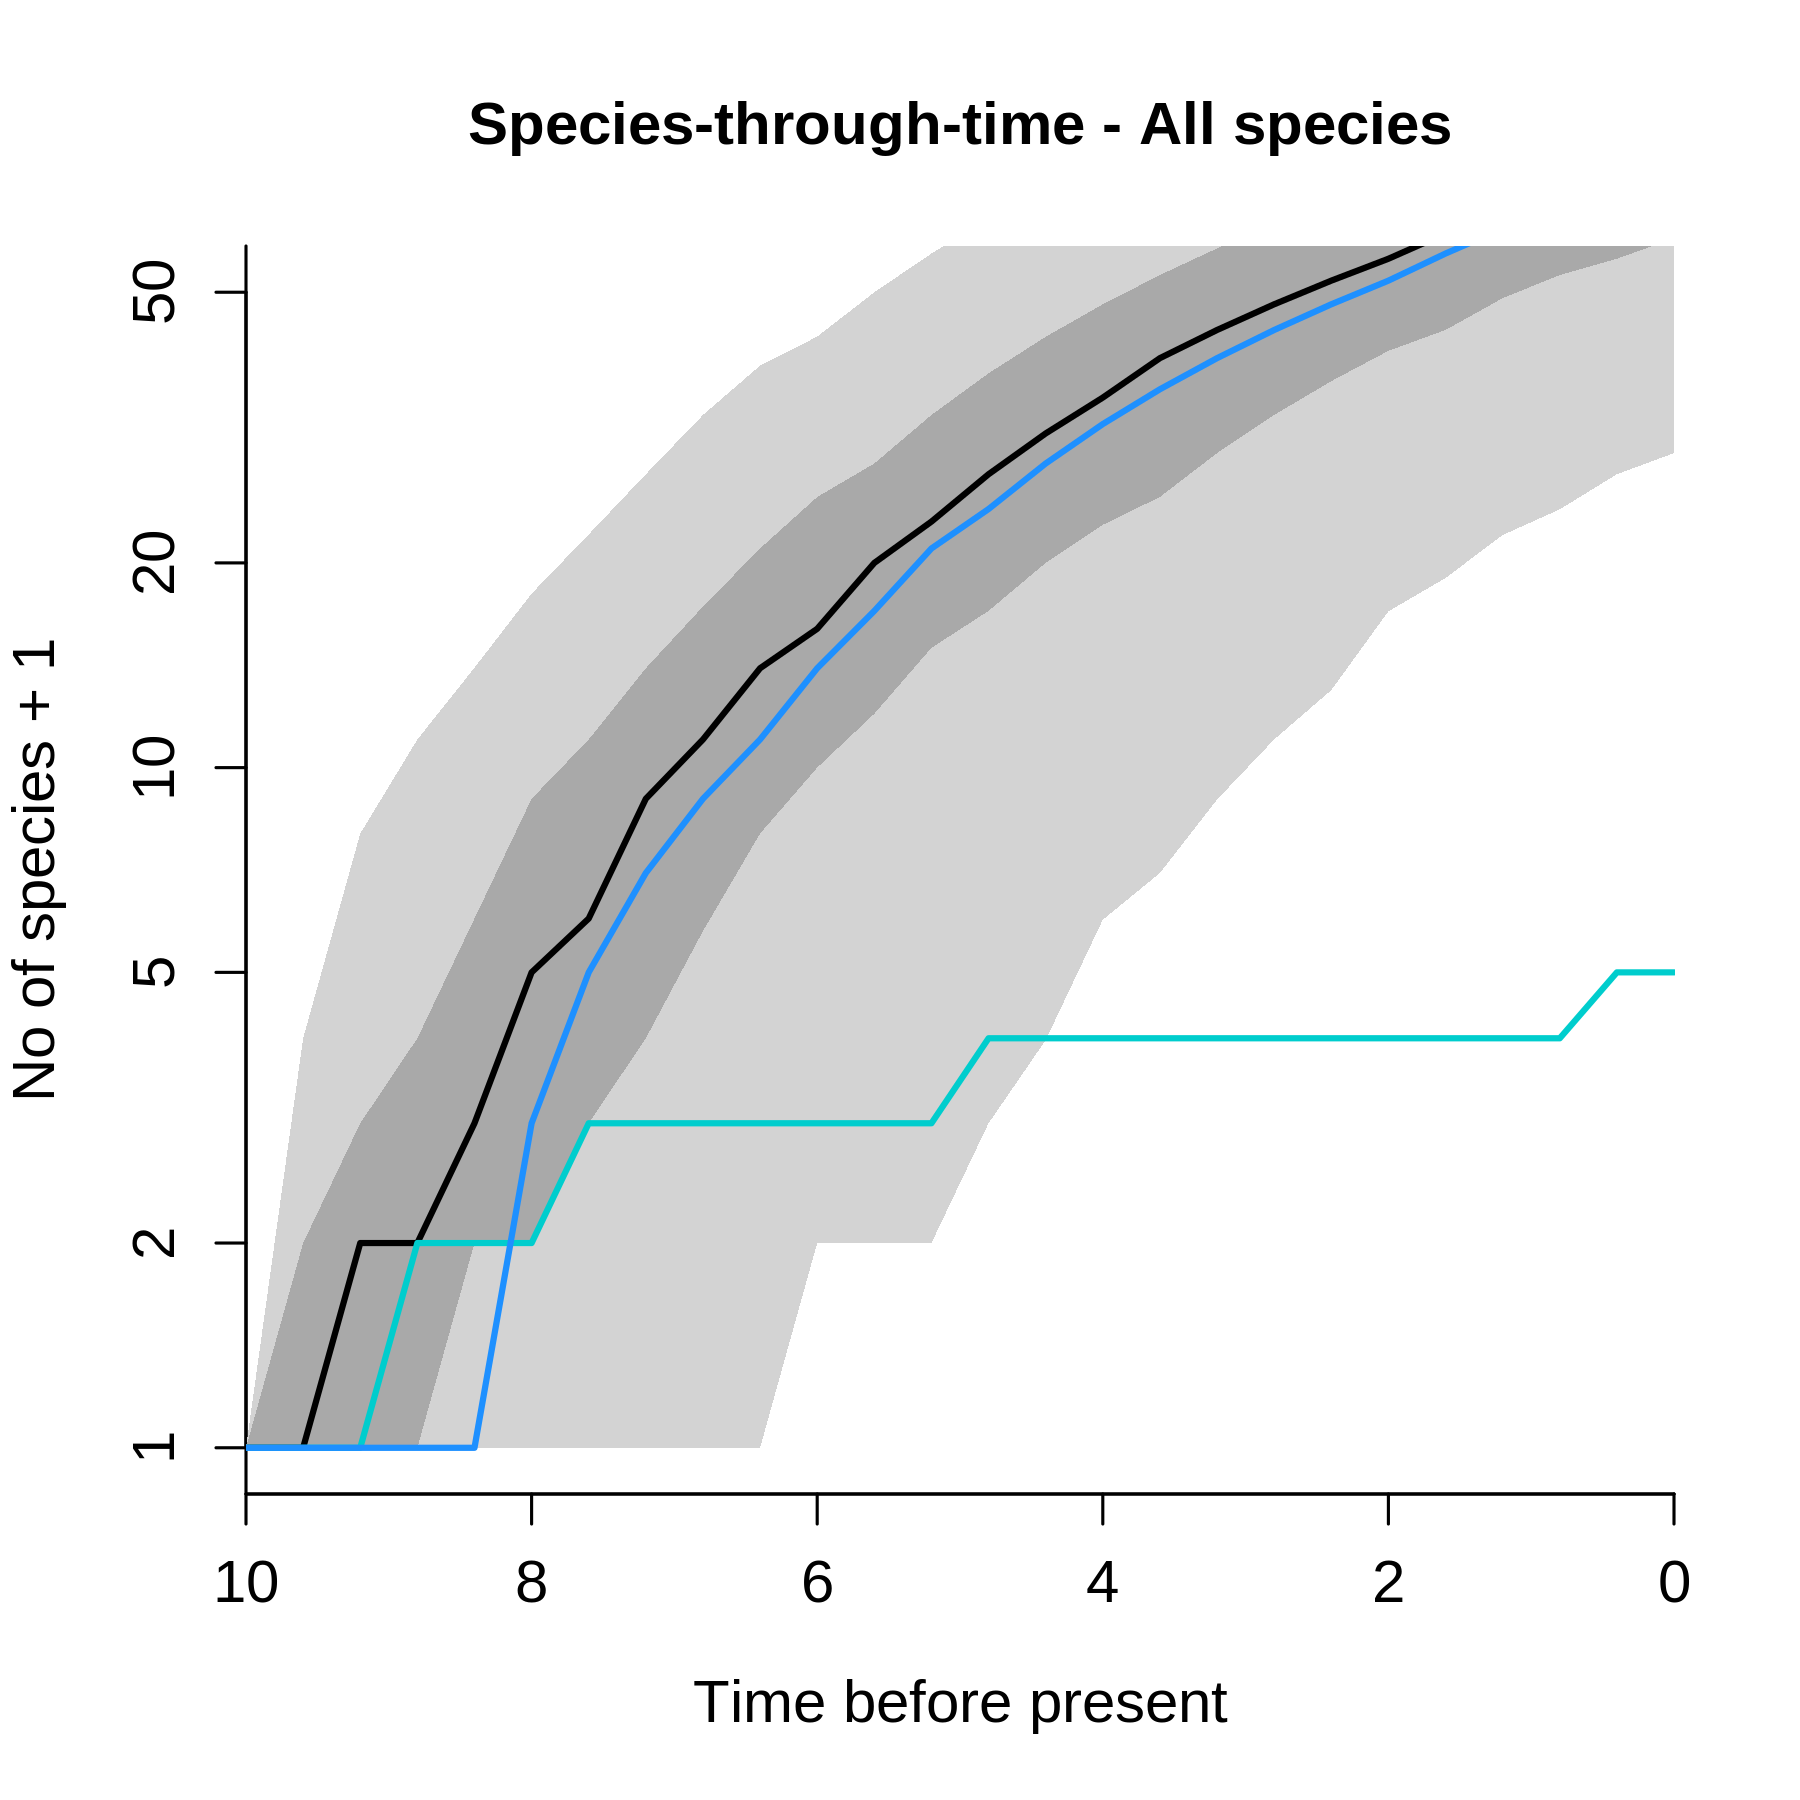 Species-through-time - All species
No of species + 1
50
20
10
5
2
1
10 8 6 4 2 0
Time before present